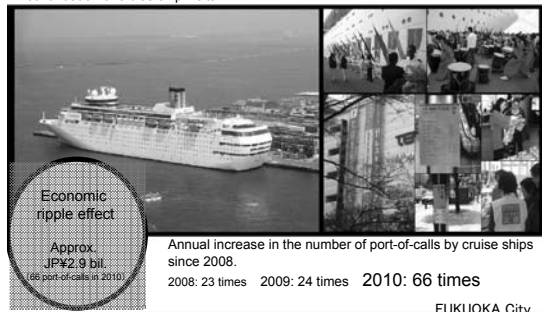 Economic
ripple effect
Approx.
JP¥2.9 bil.
(66 port-of-calls in 2010)
Annual increase in the number of port-of-calls by cruise ships
since 2008.
2008: 23 times 2009: 24 times 2010: 66 times
FUKUOKA City